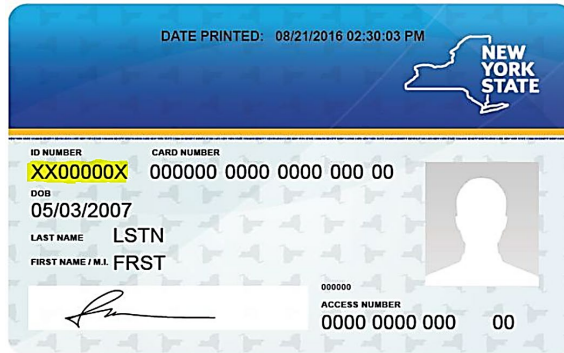 DATE PRINTED: 08/21/2016 02:30:03 PM
NEW
YORK
STATE
ID NUMBER CARD NUMBER
XX00000X 000000 0000 0000 000 00
DOB
05/03/2007
LAST NAME LSTN
FIRST NAME / M.I. FRST
000000
ACCESS NUMBER
0000 0000 000 00